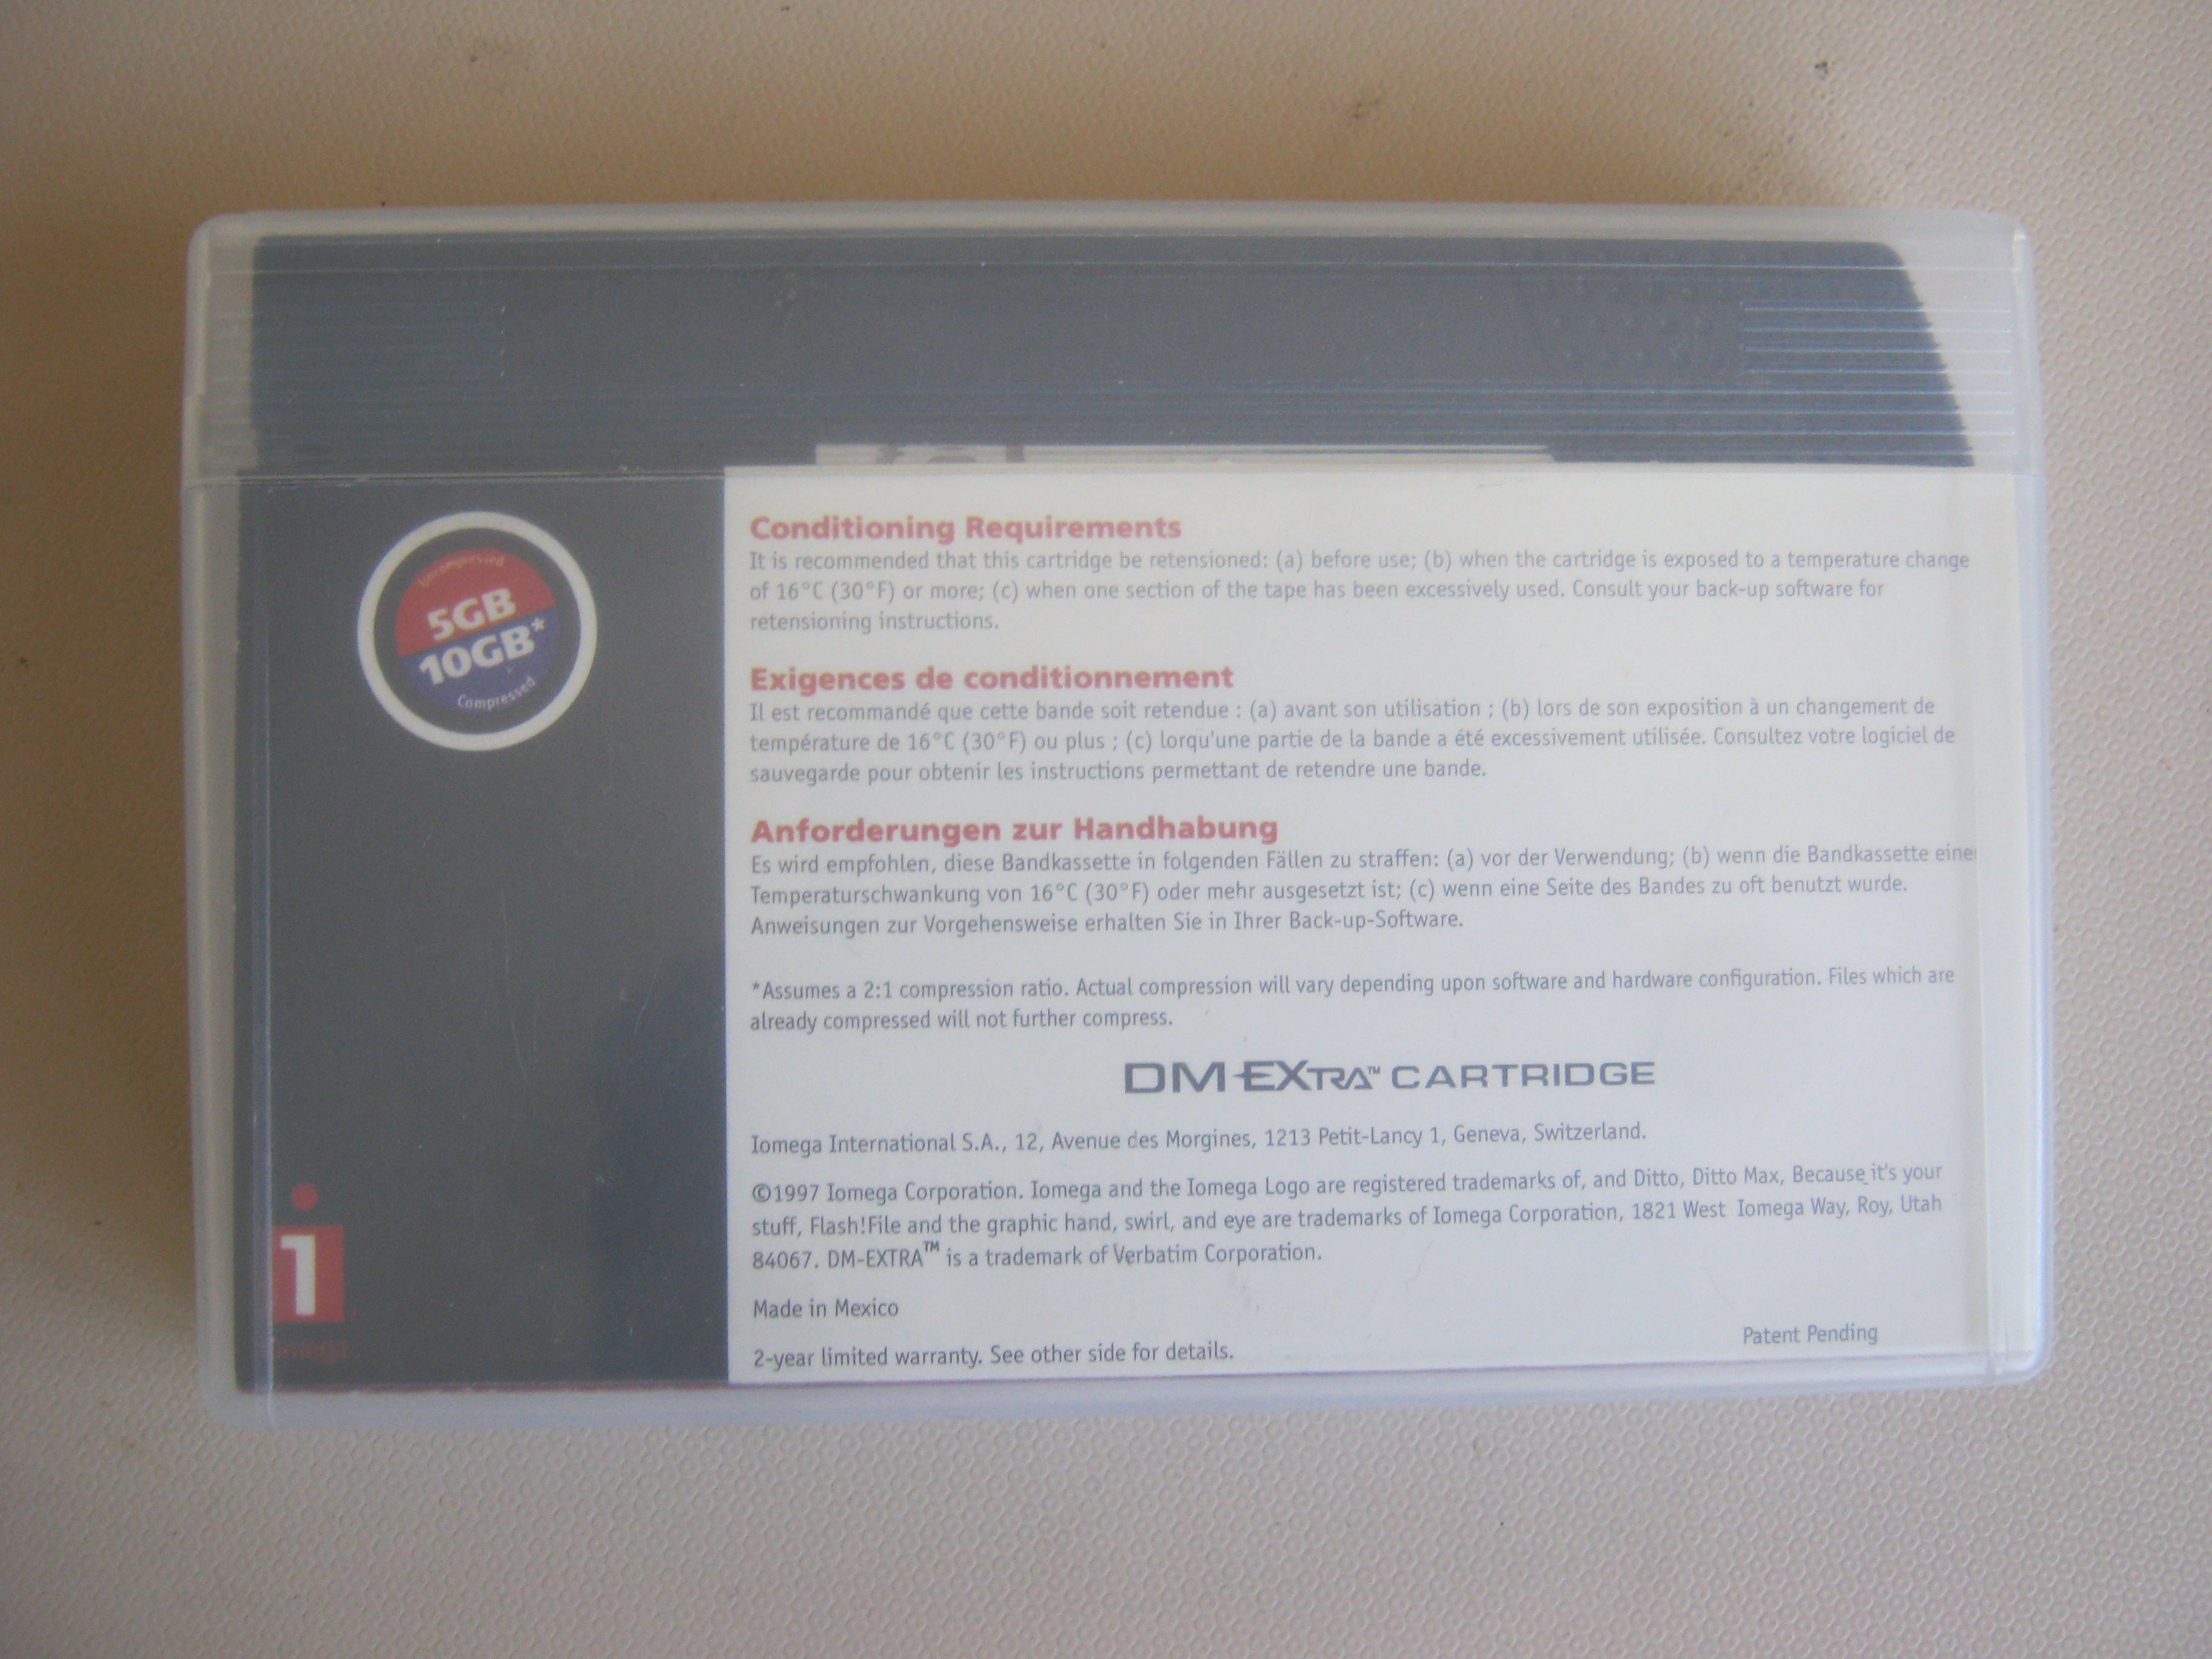 Uncompressed
5GB
10GB*
Compressed
Conditioning Requirements
It is recommended that this cartridge be retensioned: (a) before use; (b) when the cartridge is exposed to a temperature change
of 16°C (30°F) or more; (c) when one section of the tape has been excessively used. Consult your back-up software for
retensioning instructions.
Exigences de conditionnement
Il est recommandé que cette bande soit retendue : (a) avant son utilisation ; (b) lors de son exposition à un changement de
température de 16°C (30°F) ou plus ; (c) lorqu'une partie de la bande a été excessivement utilisée. Consultez votre logiciel de
sauvegarde pour obtenir les instructions permettant de retendre une bande.
Anforderungen zur Handhabung
Es wird empfohlen, diese Bandkassette in folgenden Fällen zu straffen: (a) vor der Verwendung; (b) wenn die Bandkassette einer
Temperaturschwankung von 16°C (30°F) oder mehr ausgesetzt ist; (c) wenn eine Seite des Bandes zu oft benutzt wurde.
Anweisungen zur Vorgehensweise erhalten Sie in Ihrer Back-up-Software.
*Assumes a 2:1 compression ratio. Actual compression will vary depending upon software and hardware configuration. Files which are
already compressed will not further compress.
DM-EXTRA™ CARTRIDGE
Iomega International S.A., 12, Avenue des Morgines, 1213 Petit-Lancy 1, Geneva, Switzerland.
©1997 Iomega Corporation. Iomega and the Iomega Logo are registered trademarks of, and Ditto, Ditto Max, Because it's your
stuff, Flash!File and the graphic hand, swirl, and eye are trademarks of Iomega Corporation, 1821 West Iomega Way, Roy, Utah
84067. DM-EXTRA™ is a trademark of Verbatim Corporation.
Made in Mexico
Patent Pending
2-year limited warranty. See other side for details.
i
iomega